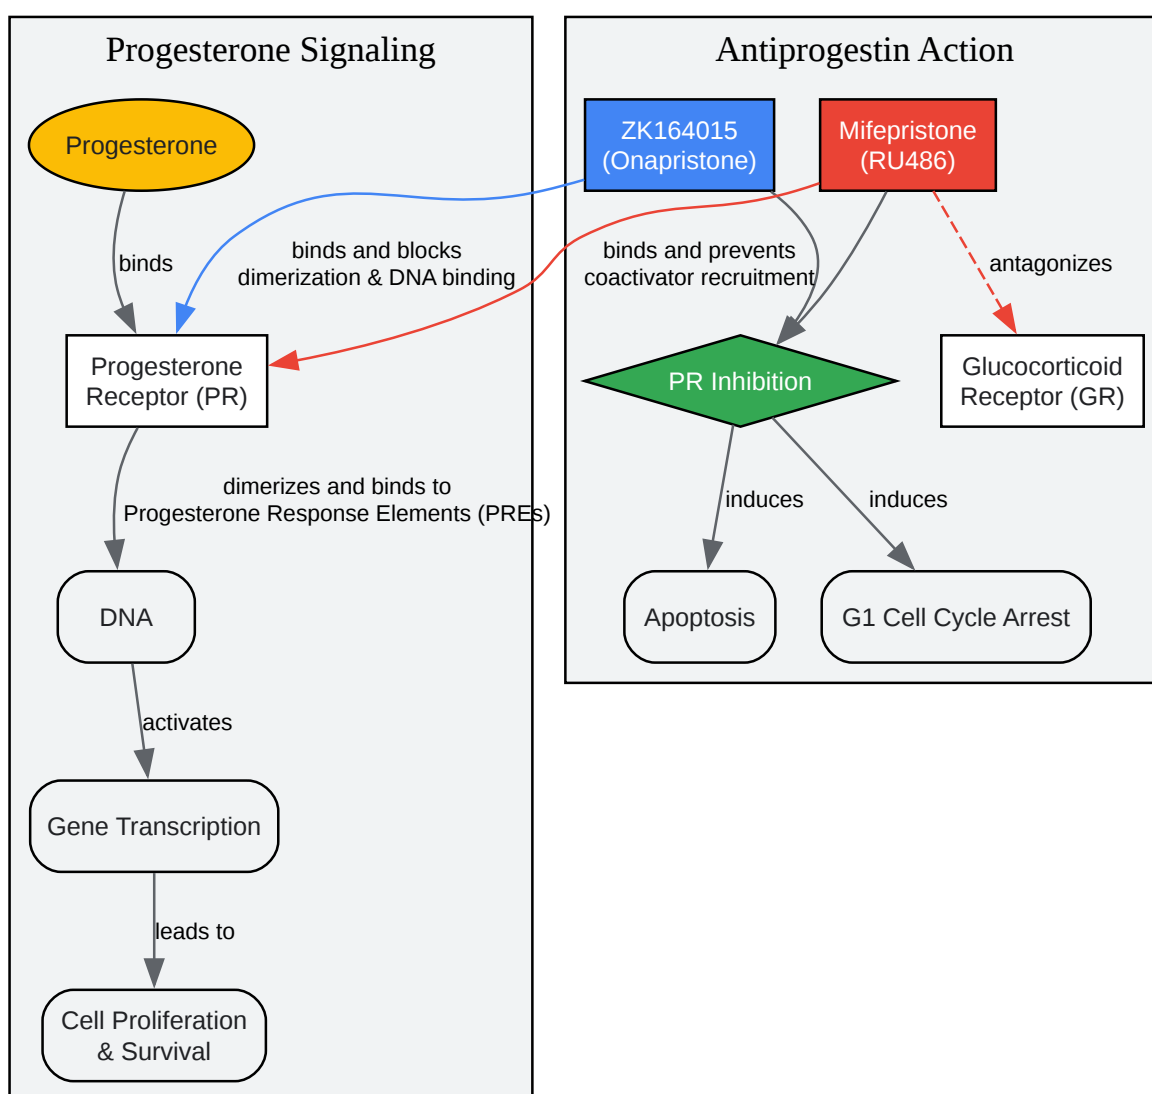 Progesterone Signaling
Progesterone
binds
binds and blocks
dimerization & DNA binding
Progesterone
Receptor (PR)
dimerizes and binds to
Progesterone Response Elements (PREs)
DNA
activates
Gene Transcription
leads to
Cell Proliferation
& Survival
Antiprogestin Action
ZK164015
(Onapristone)
Mifepristone
(RU486)
binds and prevents
coactivator recruitment
antagonizes
PR Inhibition
Glucocorticoid
Receptor (GR)
induces
induces
Apoptosis
G1 Cell Cycle Arrest